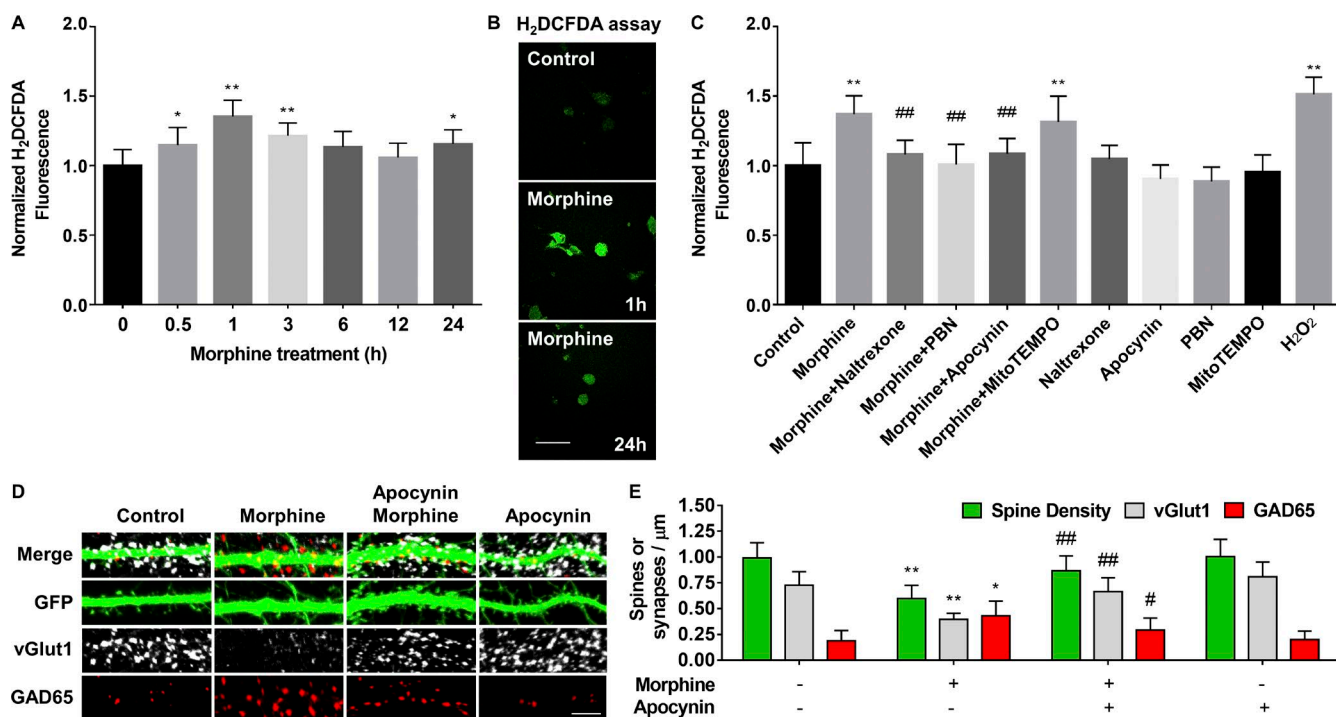 A
Normalized H₂DCFDA
Fluorescence
2.0
1.5
1.0
0.5
0.0
* ** ** *
0 0.5 1 3 6 12 24
Morphine treatment (h)
B
H₂DCFDA assay
Control
Morphine
1h
Morphine
24h
C
Normalized H₂DCFDA
Fluorescence
2.0
1.5
1.0
0.5
0.0
** ## ## ## ** **
Control
Morphine
Morphine+Naltrexone
Morphine+PBN
Morphine+Apocynin
Morphine+MitoTEMPO
Naltrexone
Apocynin
PBN
MitoTEMPO
H₂O₂
D
Control
Morphine
Apocynin
Morphine
Apocynin
Merge
GFP
vGlut1
GAD65
E
Spine Density vGlut1 GAD65
Spines or
synapses / μm
1.50
1.25
1.00
0.75
0.50
0.25
0.00
** ** * ## ## #
Morphine - + + -
Apocynin - - + +